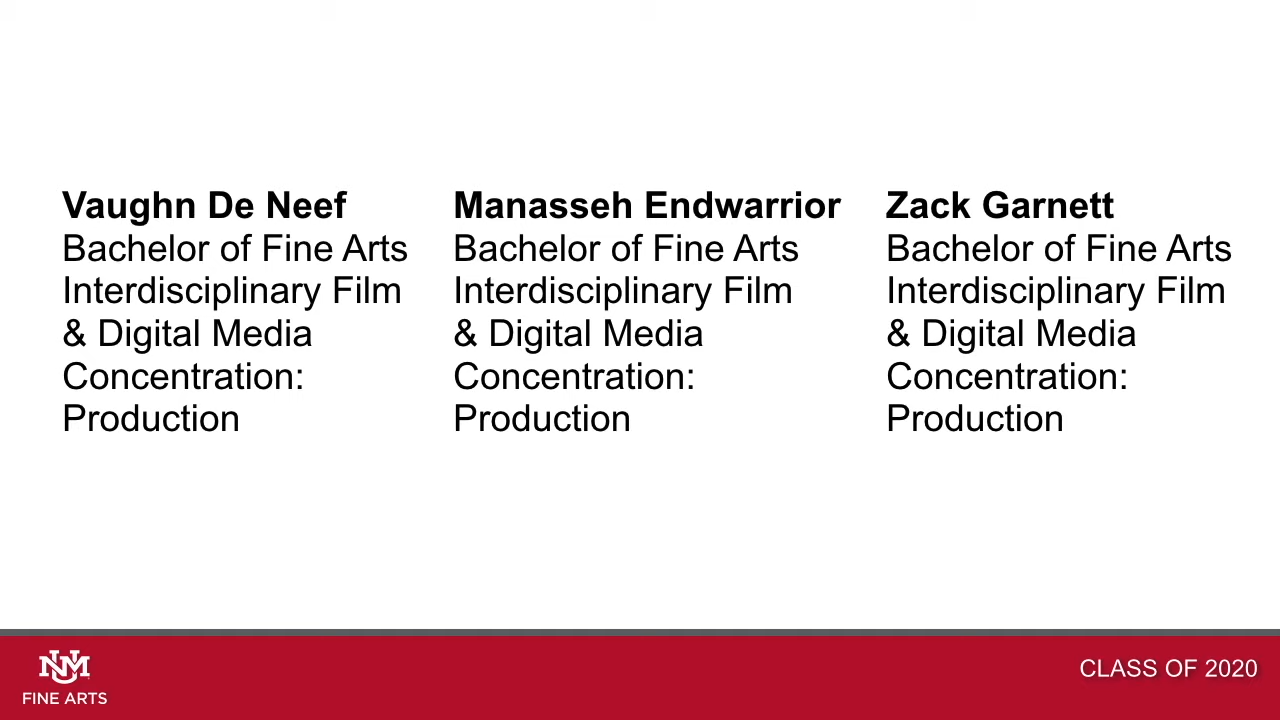 Vaughn De Neef
Bachelor of Fine Arts
Interdisciplinary Film
& Digital Media
Concentration:
Production
Manasseh Endwarrior
Bachelor of Fine Arts
Interdisciplinary Film
& Digital Media
Concentration:
Production
Zack Garnett
Bachelor of Fine Arts
Interdisciplinary Film
& Digital Media
Concentration:
Production
UNM
FINE ARTS
CLASS OF 2020